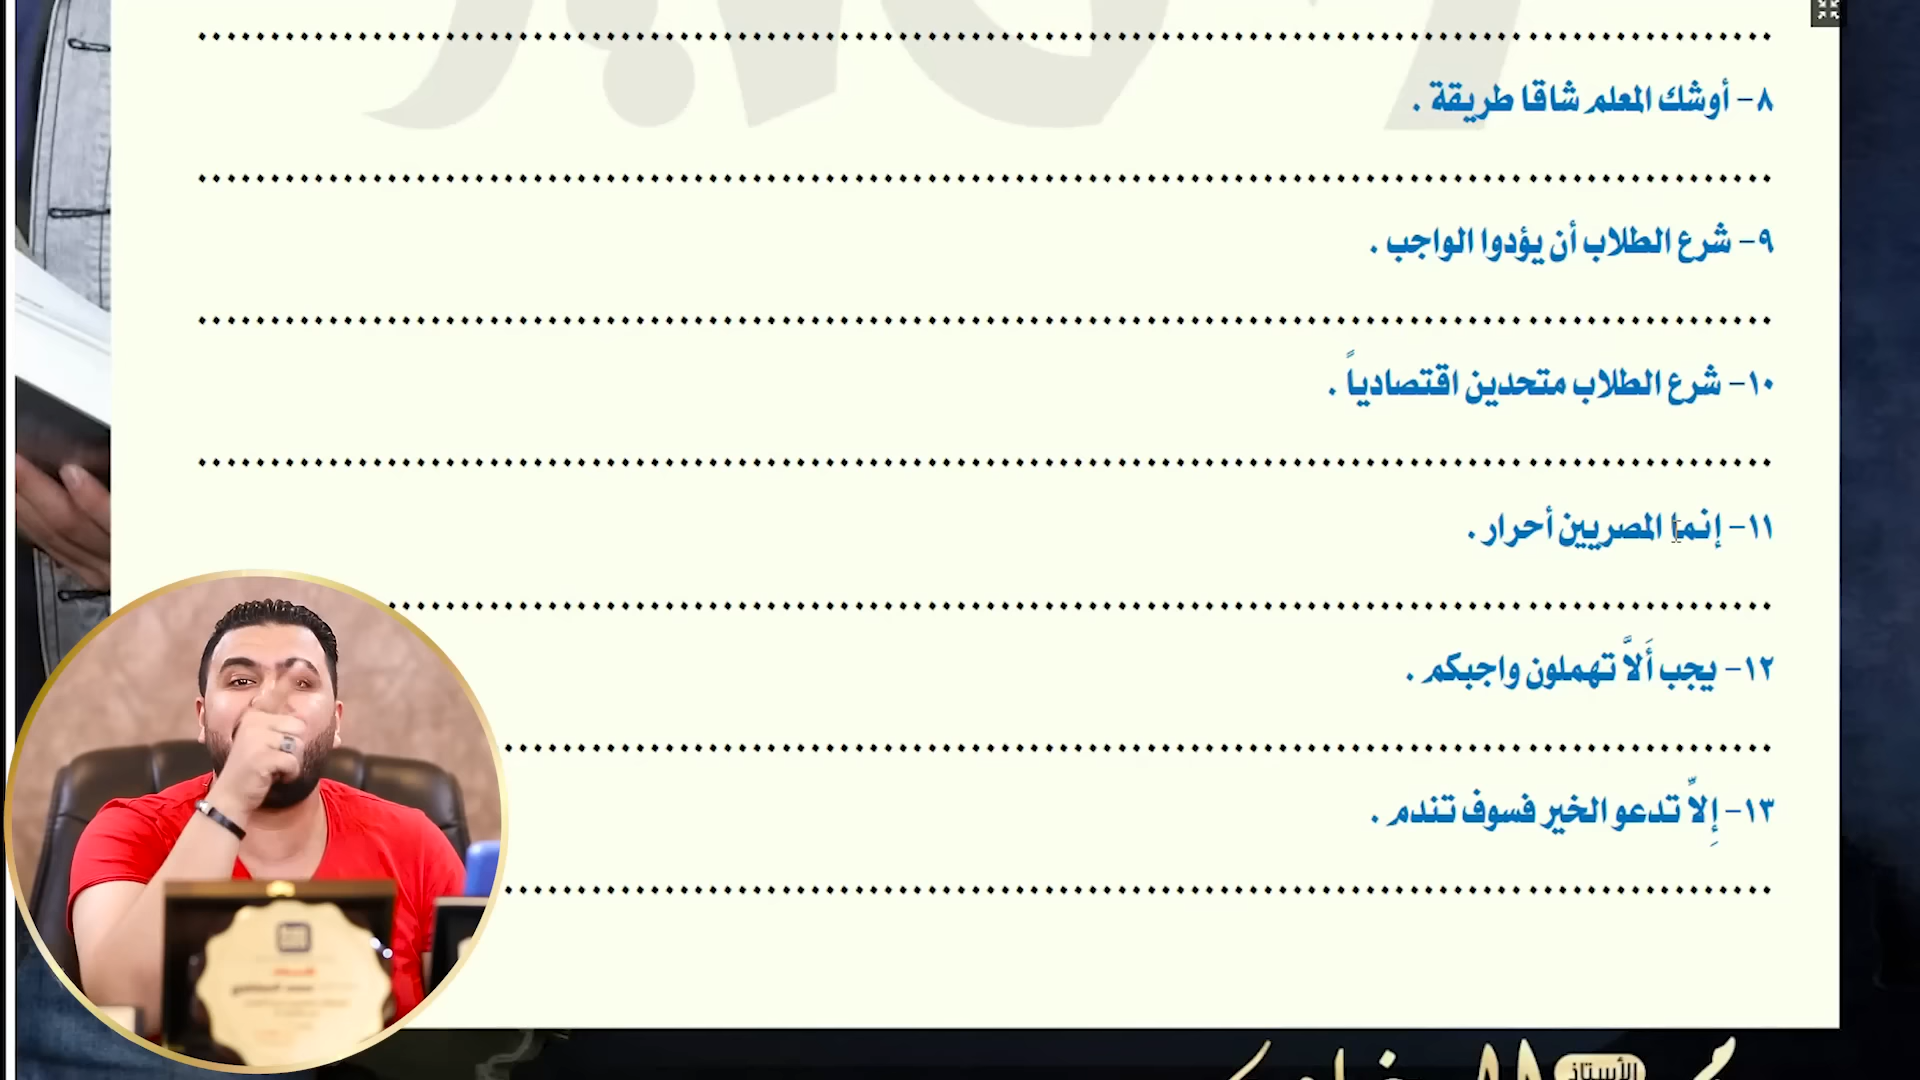 ٨- أوشك المعلم شاقا طريقة .
٩- شرع الطلاب أن يؤدوا الواجب .
١٠- شرع الطلاب متحدين اقتصادياً .
١١- إنما المصريين أحرار .
١٢- يجب ألاَّ تهملون واجبكم .
١٣- إِلاَّ تدعو الخير فسوف تندم .
الأستاذ